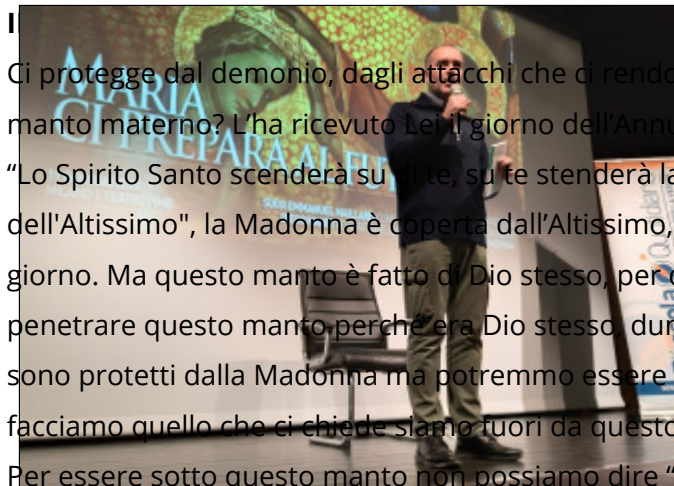 Il
Ci protegge dal demonio, dagli attacchi che ci rendo
manto materno? L'ha ricevuto Lei il giorno dell'Annu
“Lo Spirito Santo scenderà su di te, su te stenderà la
dell'Altissimo", la Madonna è coperta dall'Altissimo,
giorno. Ma questo manto è fatto di Dio stesso, per
penetrare questo manto perché era Dio stesso, dur
sono protetti dalla Madonna ma potremmo essere
facciamo quello che ci chiede siamo fuori da questo
Per essere sotto questo manto non possiamo dire “
MARIA
CI PREPARA AL FU
SUOR EMMANUEL MAILLARD